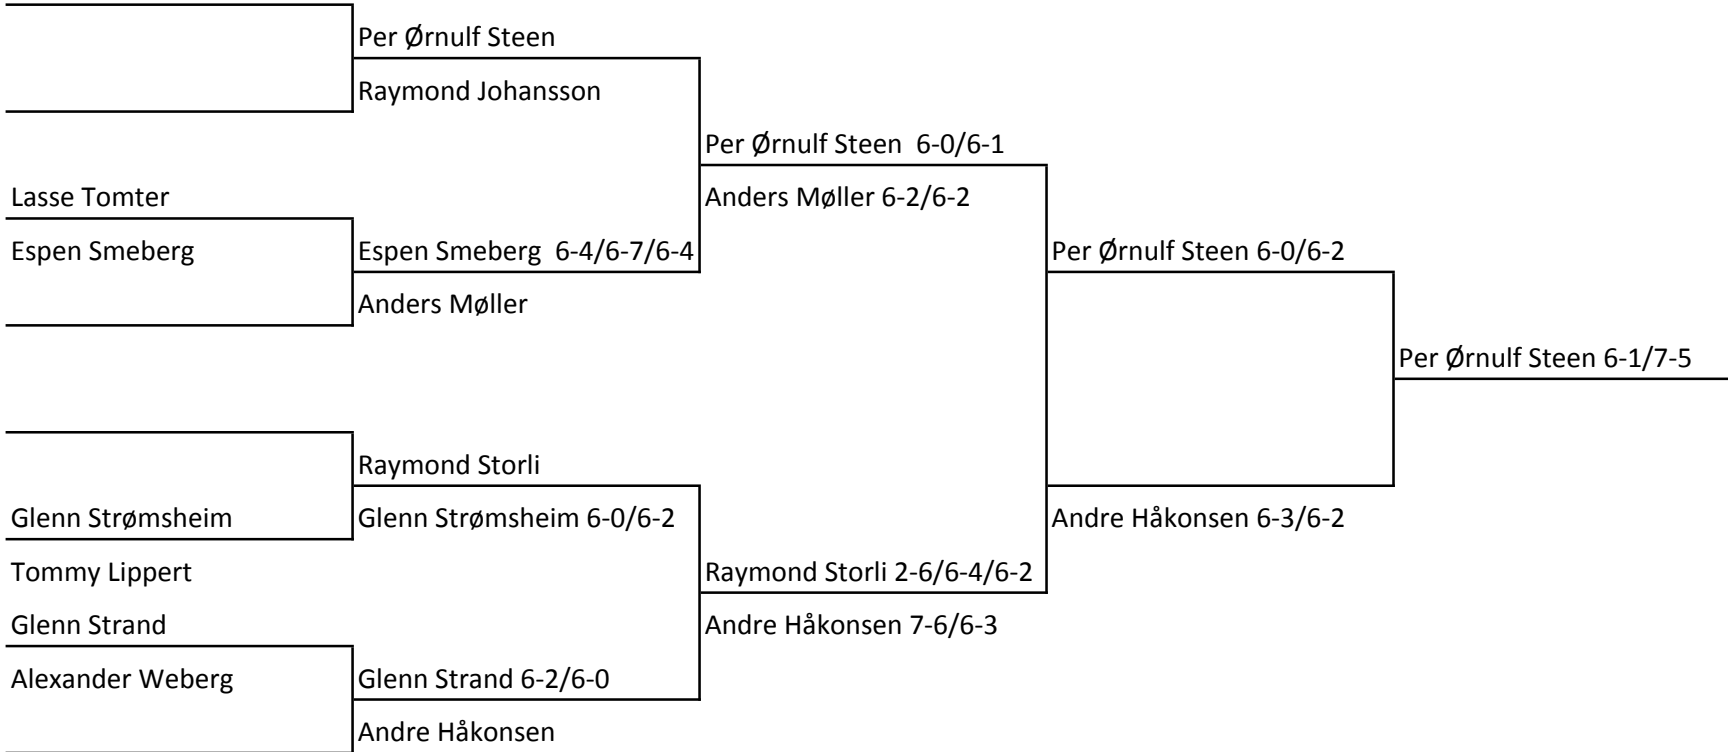 Per Ørnulf Steen
Raymond Johansson
Per Ørnulf Steen  6-0/6-1
Lasse Tomter
Anders Møller 6-2/6-2
Espen Smeberg
Espen Smeberg  6-4/6-7/6-4
Per Ørnulf Steen 6-0/6-2
Anders Møller
Per Ørnulf Steen 6-1/7-5
Raymond Storli
Glenn Strømsheim
Glenn Strømsheim 6-0/6-2
Andre Håkonsen 6-3/6-2
Tommy Lippert
Raymond Storli 2-6/6-4/6-2
Glenn Strand
Andre Håkonsen 7-6/6-3
Alexander Weberg
Glenn Strand 6-2/6-0
Andre Håkonsen